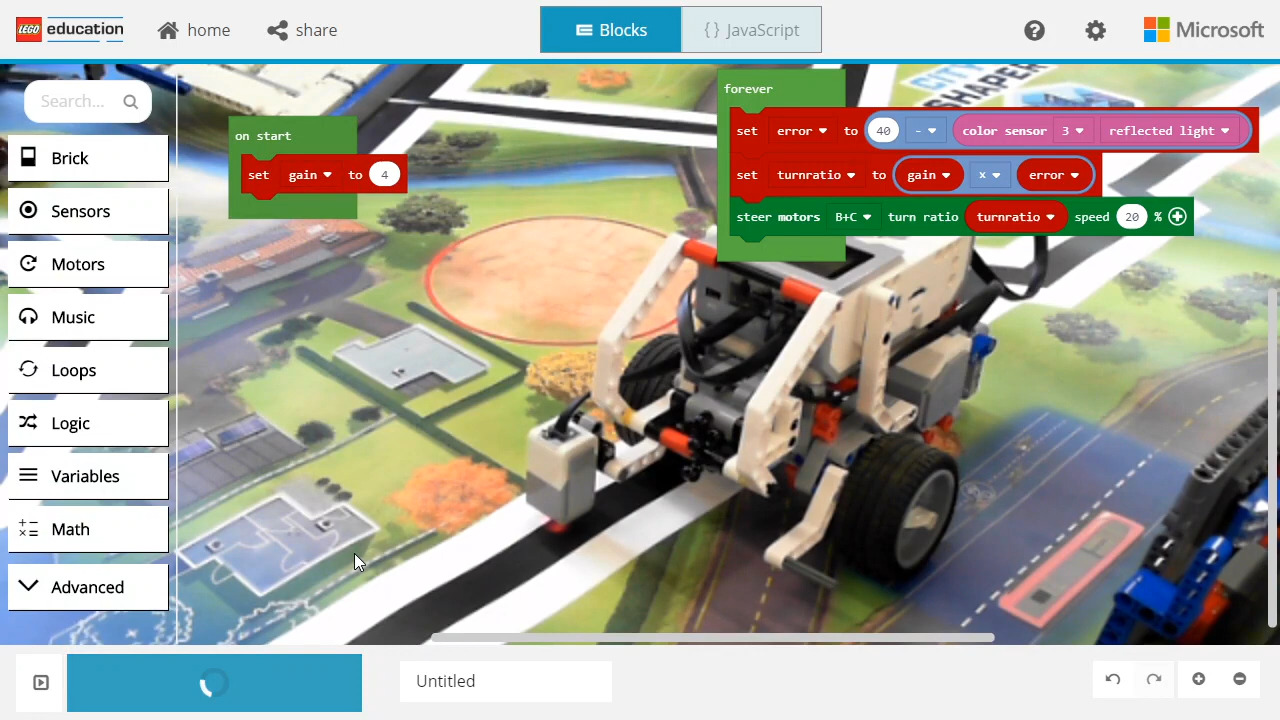 LEGO education
home
share
Blocks
{ } JavaScript
Microsoft
Search...
Brick
Sensors
Motors
Music
Loops
Logic
Variables
Math
Advanced
on start
set gain to 4
forever
set error to 40 - color sensor 3 reflected light
set turnratio to gain x error
steer motors B+C turn ratio turnratio speed 20 %
CITY
SHAPER
Untitled